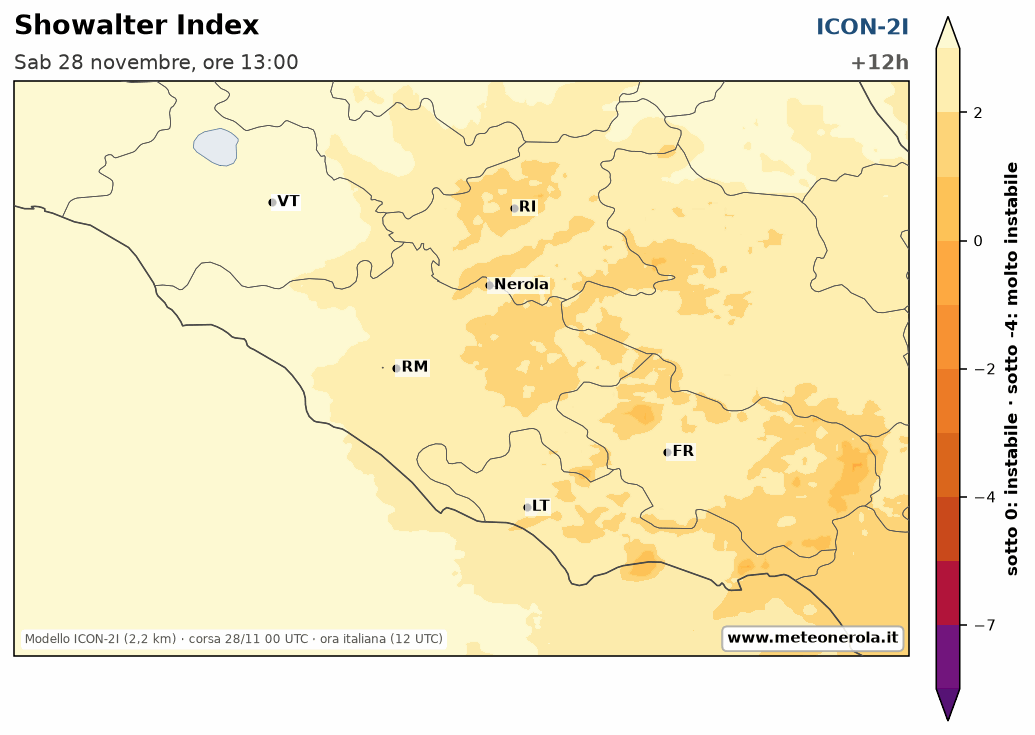 Showalter Index
ICON-2I
Sab 28 novembre, ore 13:00
+12h
VT
RI
Nerola
RM
FR
LT
2
0
−2
−4
−7
sotto 0: instabile · sotto -4: molto instabile
Modello ICON-2I (2,2 km) · corsa 28/11 00 UTC · ora italiana (12 UTC)
www.meteonerola.it